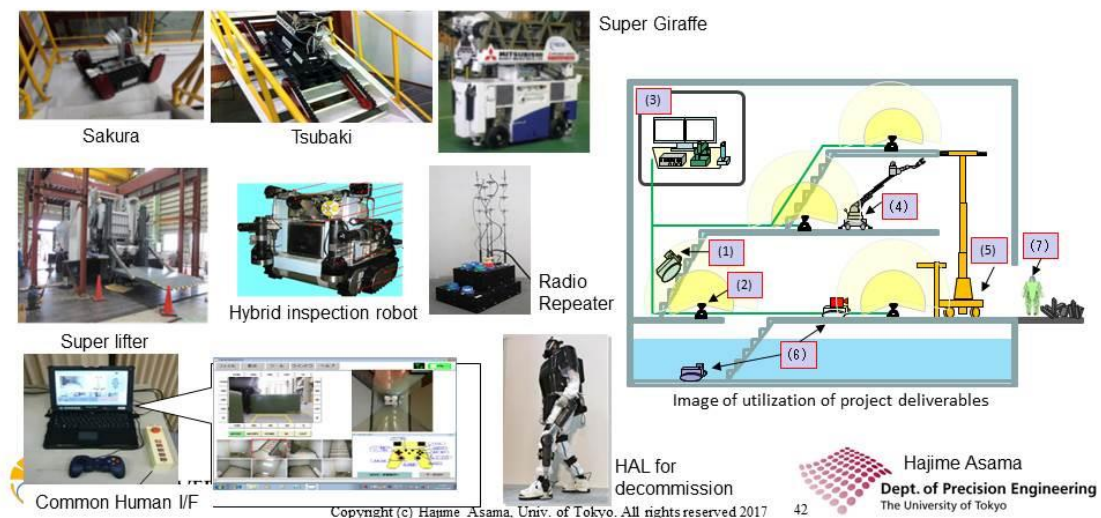 Super Giraffe
MITSUBISHI
Sakura
Tsubaki
(3)
(4)
(1)
(5)
(7)
(2)
(6)
Radio
Repeater
Hybrid inspection robot
Super lifter
Image of utilization of project deliverables
HAL for
decommission
Common Human I/F
Hajime Asama
Dept. of Precision Engineering
The University of Tokyo
Copyright (c) Hajime Asama, Univ. of Tokyo. All rights reserved 2017
42